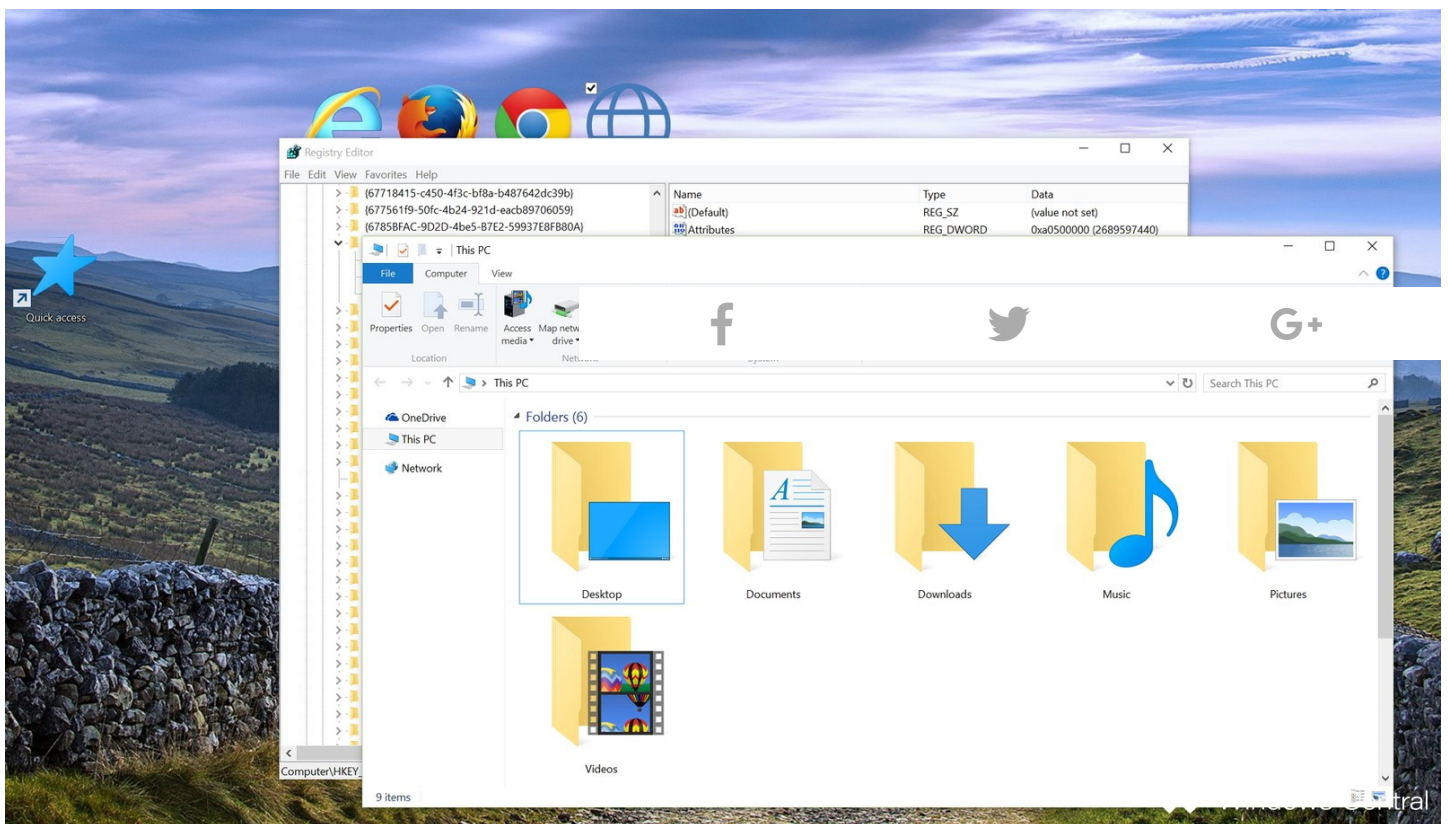 Registry Editor
File Edit View Favorites Help
{67718415-c450-4f3c-bf8a-b487642dc39b}
{677561f9-50fc-4b24-921d-eacb89706059}
{6785BFAC-9D2D-4be5-B7E2-59937E8FB80A}
Name Type Data
(Default) REG_SZ (value not set)
Attributes REG_DWORD 0xa0500000 (2689597440)
Quick access
This PC
File Computer View
Properties Open Rename Access media Map netw drive
Location
This PC
Search This PC
OneDrive
This PC
Network
Folders (6)
Desktop Documents Downloads Music Pictures
Videos
9 items
Computer\HKEY_
G+